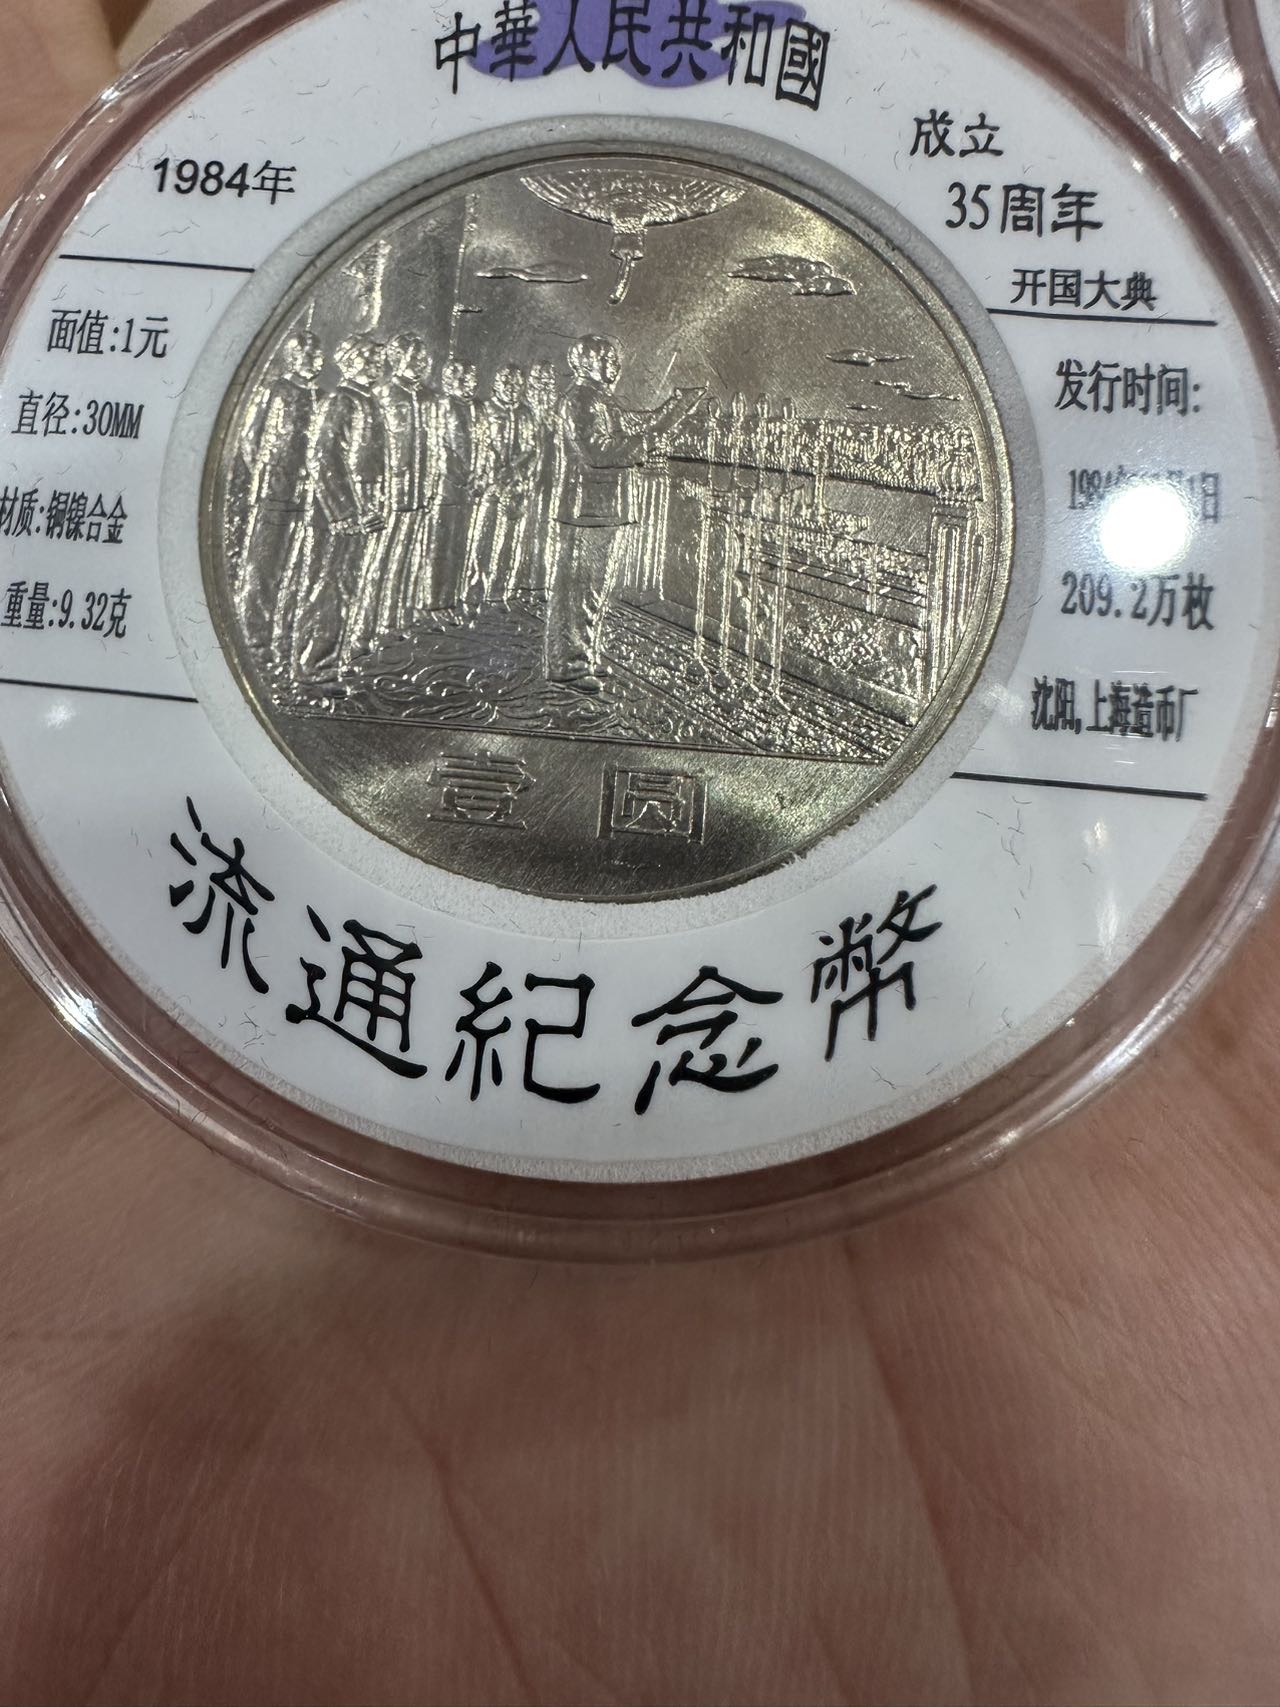 中華人民共和國
1984年
成立
35周年
开国大典
面值:1元
直径:30MM
材质:铜镍合金
重量:9.32克
发行时间:
209.2万枚
沈阳,上海造币厂
壹圆
流通紀念幣